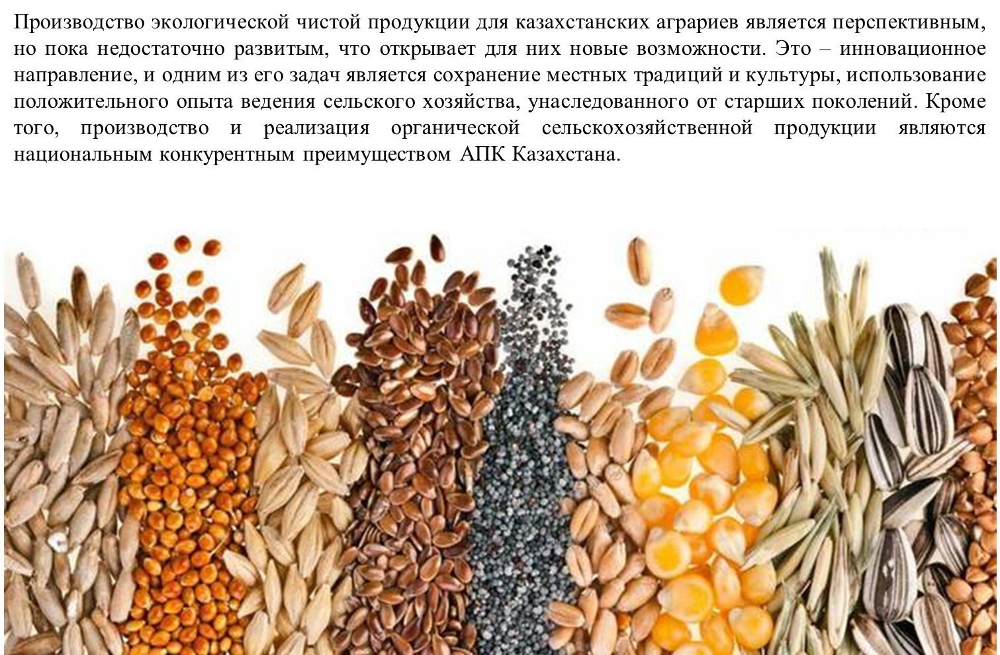 Производство экологической чистой продукции для казахстанских аграриев является перспективным,
но пока недостаточно развитым, что открывает для них новые возможности. Это – инновационное
направление, и одним из его задач является сохранение местных традиций и культуры, использование
положительного опыта ведения сельского хозяйства, унаследованного от старших поколений. Кроме
того, производство и реализация органической сельскохозяйственной продукции являются
национальным конкурентным преимуществом АПК Казахстана.